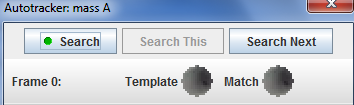 Autotracker: mass A
Search Search This Search Next
Frame 0: Template Match